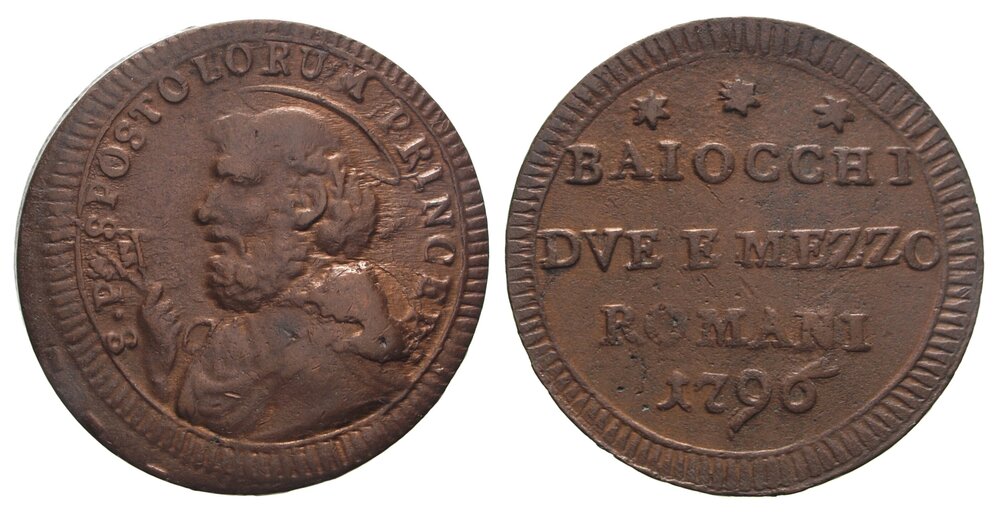 S·P· APOSTOLORUM PRINCEPS
BAIOCCHI
DVE E MEZZO
ROMANI
1796